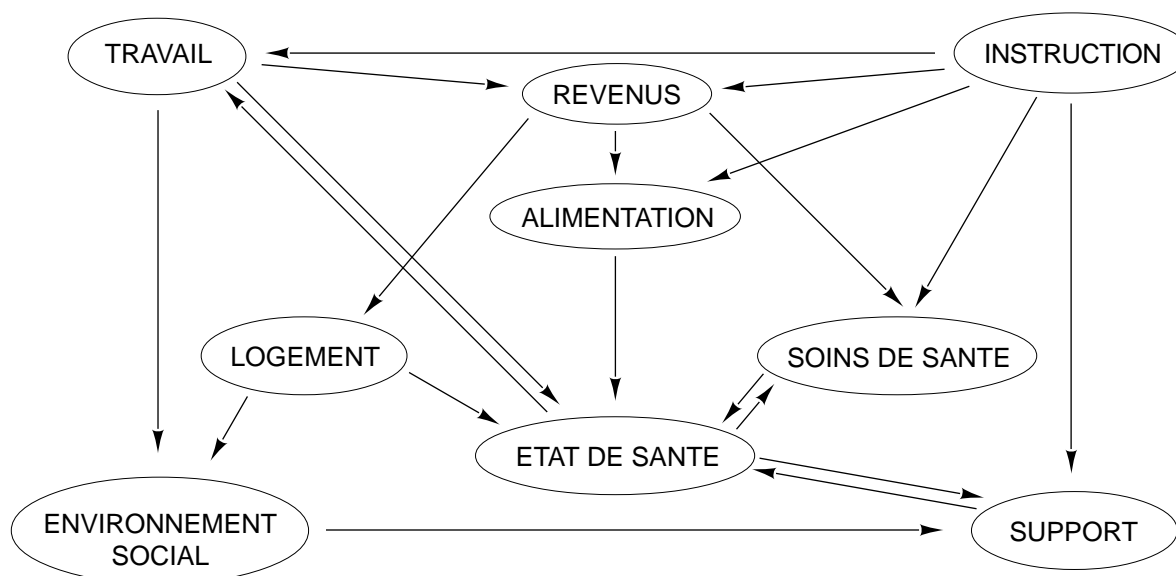 TRAVAIL
INSTRUCTION
REVENUS
ALIMENTATION
LOGEMENT
SOINS DE SANTE
ETAT DE SANTE
ENVIRONNEMENT
SOCIAL
SUPPORT